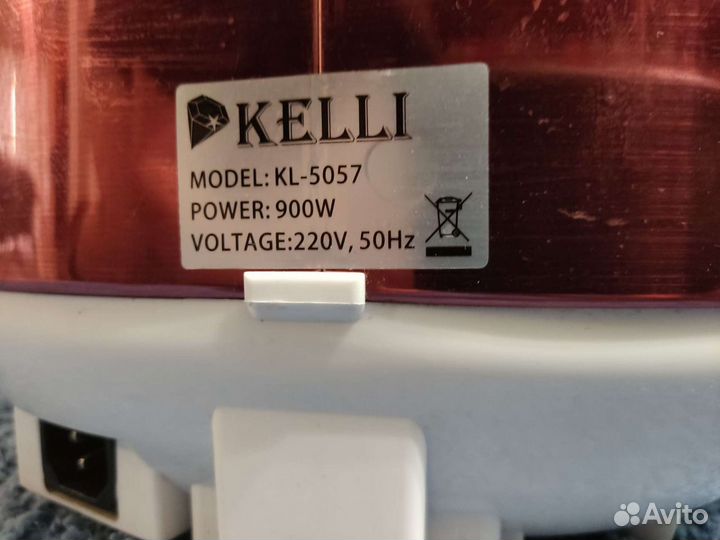 KELLI
MODEL: KL-5057
POWER: 900W
VOLTAGE:220V, 50Hz
Avito